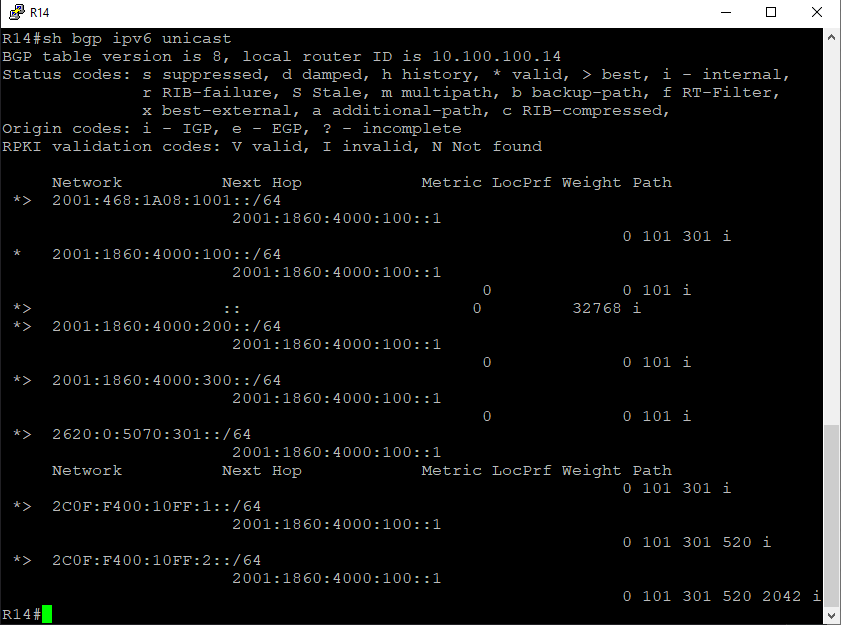 R14
R14#sh bgp ipv6 unicast
BGP table version is 8, local router ID is 10.100.100.14
Status codes: s suppressed, d damped, h history, * valid, > best, i - internal,
              r RIB-failure, S Stale, m multipath, b backup-path, f RT-Filter,
              x best-external, a additional-path, c RIB-compressed,
Origin codes: i - IGP, e - EGP, ? - incomplete
RPKI validation codes: V valid, I invalid, N Not found
     Network          Next Hop            Metric LocPrf Weight Path
 *>  2001:468:1A08:1001::/64
                       2001:1860:4000:100::1
                                                              0 101 301 i
 *   2001:1860:4000:100::/64
                       2001:1860:4000:100::1
                                                0             0 101 i
 *>                   ::                       0         32768 i
 *>  2001:1860:4000:200::/64
                       2001:1860:4000:100::1
                                                0             0 101 i
 *>  2001:1860:4000:300::/64
                       2001:1860:4000:100::1
                                                0             0 101 i
 *>  2620:0:5070:301::/64
                       2001:1860:4000:100::1
     Network          Next Hop            Metric LocPrf Weight Path
                                                              0 101 301 i
 *>  2C0F:F400:10FF:1::/64
                       2001:1860:4000:100::1
                                                              0 101 301 520 i
 *>  2C0F:F400:10FF:2::/64
                       2001:1860:4000:100::1
                                                              0 101 301 520 2042 i
R14#